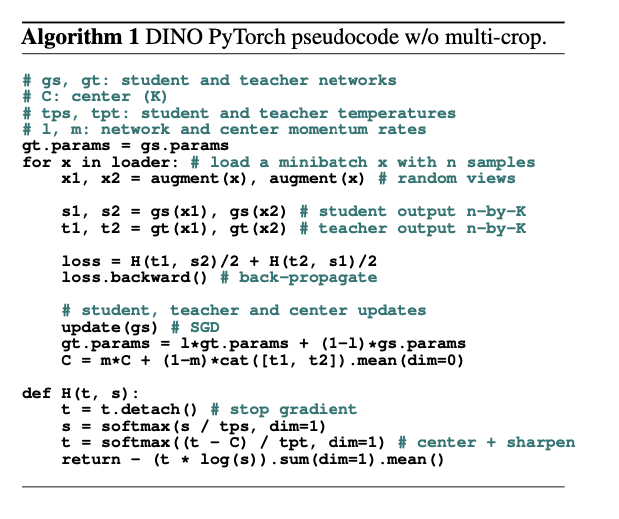 Algorithm 1 DINO PyTorch pseudocode w/o multi-crop.
# gs, gt: student and teacher networks
# C: center (K)
# tps, tpt: student and teacher temperatures
# l, m: network and center momentum rates
gt.params = gs.params
for x in loader: # load a minibatch x with n samples
    x1, x2 = augment(x), augment(x) # random views
    s1, s2 = gs(x1), gs(x2) # student output n-by-K
    t1, t2 = gt(x1), gt(x2) # teacher output n-by-K
    loss = H(t1, s2)/2 + H(t2, s1)/2
    loss.backward() # back-propagate
    # student, teacher and center updates
    update(gs) # SGD
    gt.params = l*gt.params + (1-l)*gs.params
    C = m*C + (1-m)*cat([t1, t2]).mean(dim=0)
def H(t, s):
    t = t.detach() # stop gradient
    s = softmax(s / tps, dim=1)
    t = softmax((t - C) / tpt, dim=1) # center + sharpen
    return - (t * log(s)).sum(dim=1).mean()